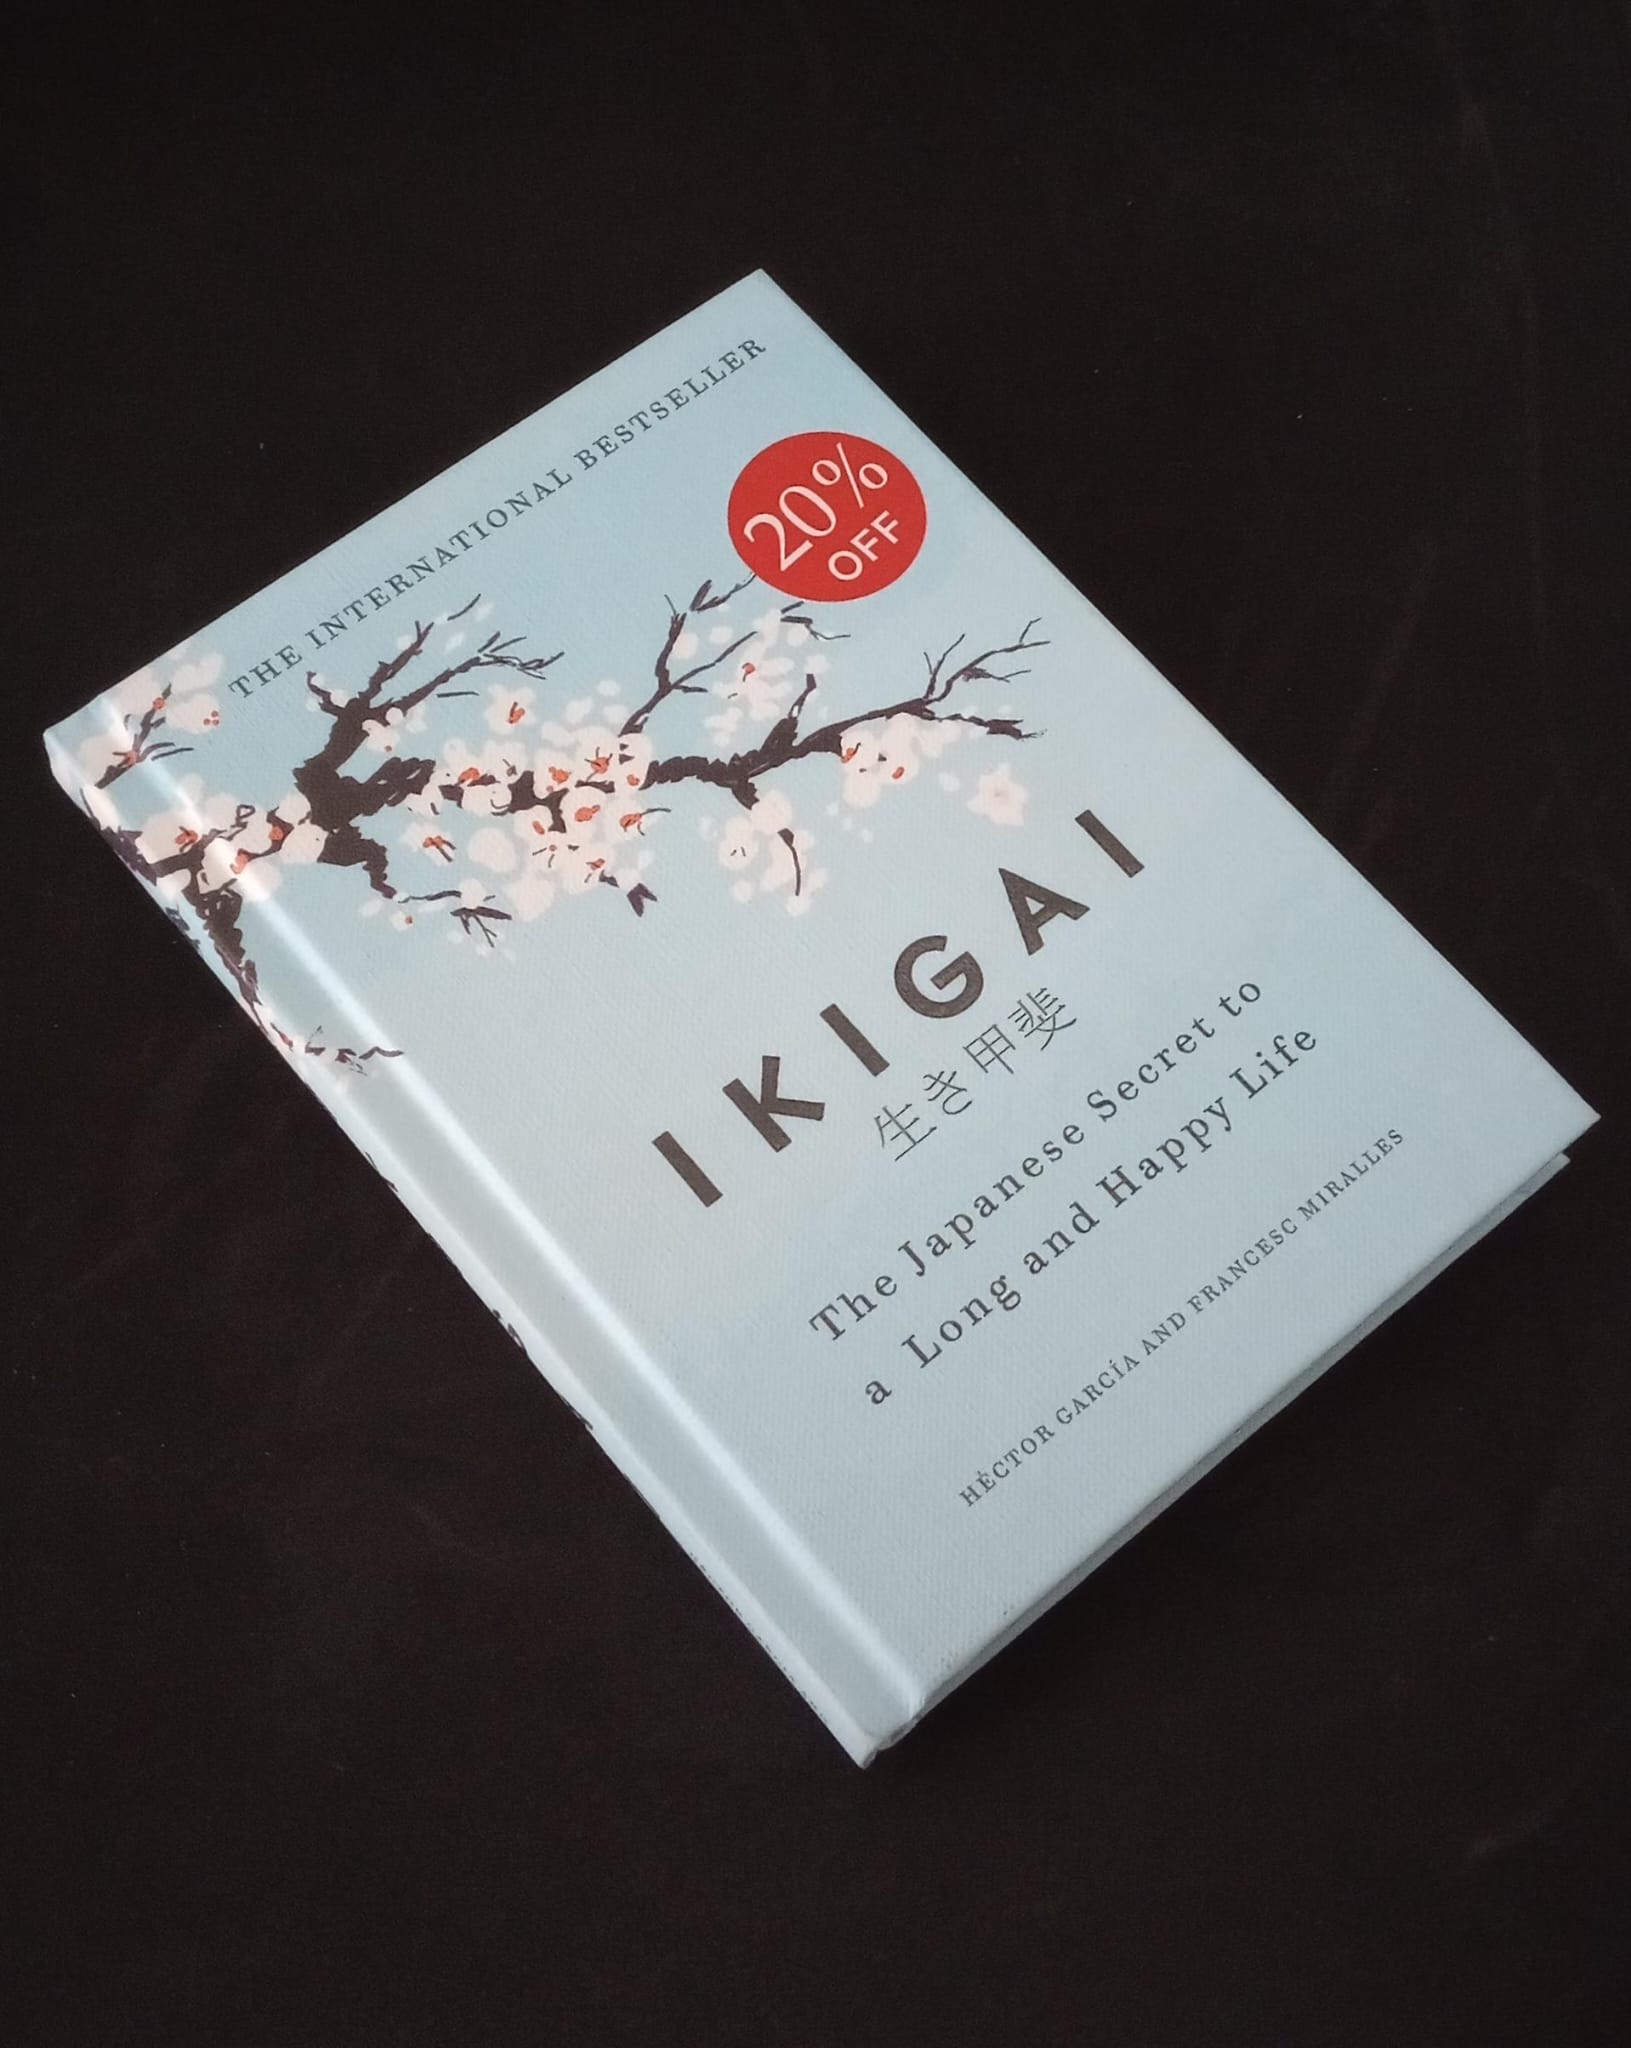 THE INTERNATIONAL BESTSELLER
20%
OFF
IKIGAI
生き甲斐
The Japanese Secret to
a Long and Happy Life
HÉCTOR GARCÍA AND FRANCESC MIRALLES